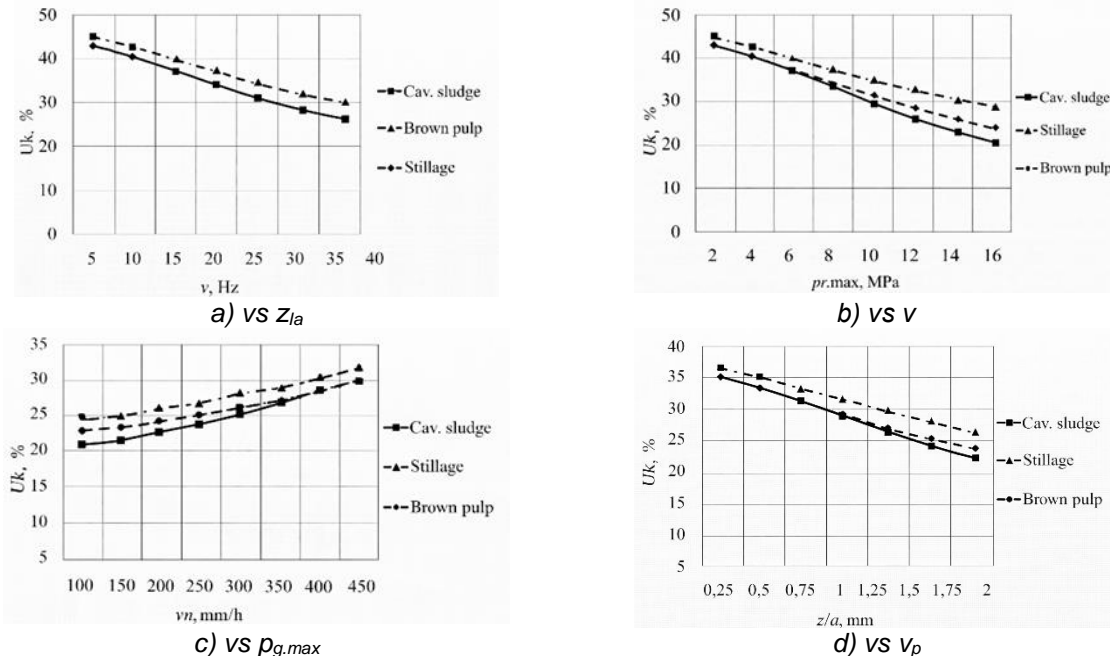 50
40
30
20
10
0
Uk, %
5 10 15 20 25 30 35 40
v, Hz
Cav. sludge
Brown pulp
Stillage
a) vs zla
50
40
30
20
10
0
Uk, %
2 4 6 8 10 12 14 16
pr.max, MPa
Cav. sludge
Stillage
Brown pulp
b) vs v
35
30
25
20
15
10
5
Uk, %
100 150 200 250 300 350 400 450
vn, mm/h
Cav. sludge
Stillage
Brown pulp
c) vs pg.max
40
35
30
25
20
15
10
5
Uk, %
0,25 0,5 0,75 1 1,25 1,5 1,75 2
z/a, mm
Cav. sludge
Stillage
Brown pulp
d) vs vp